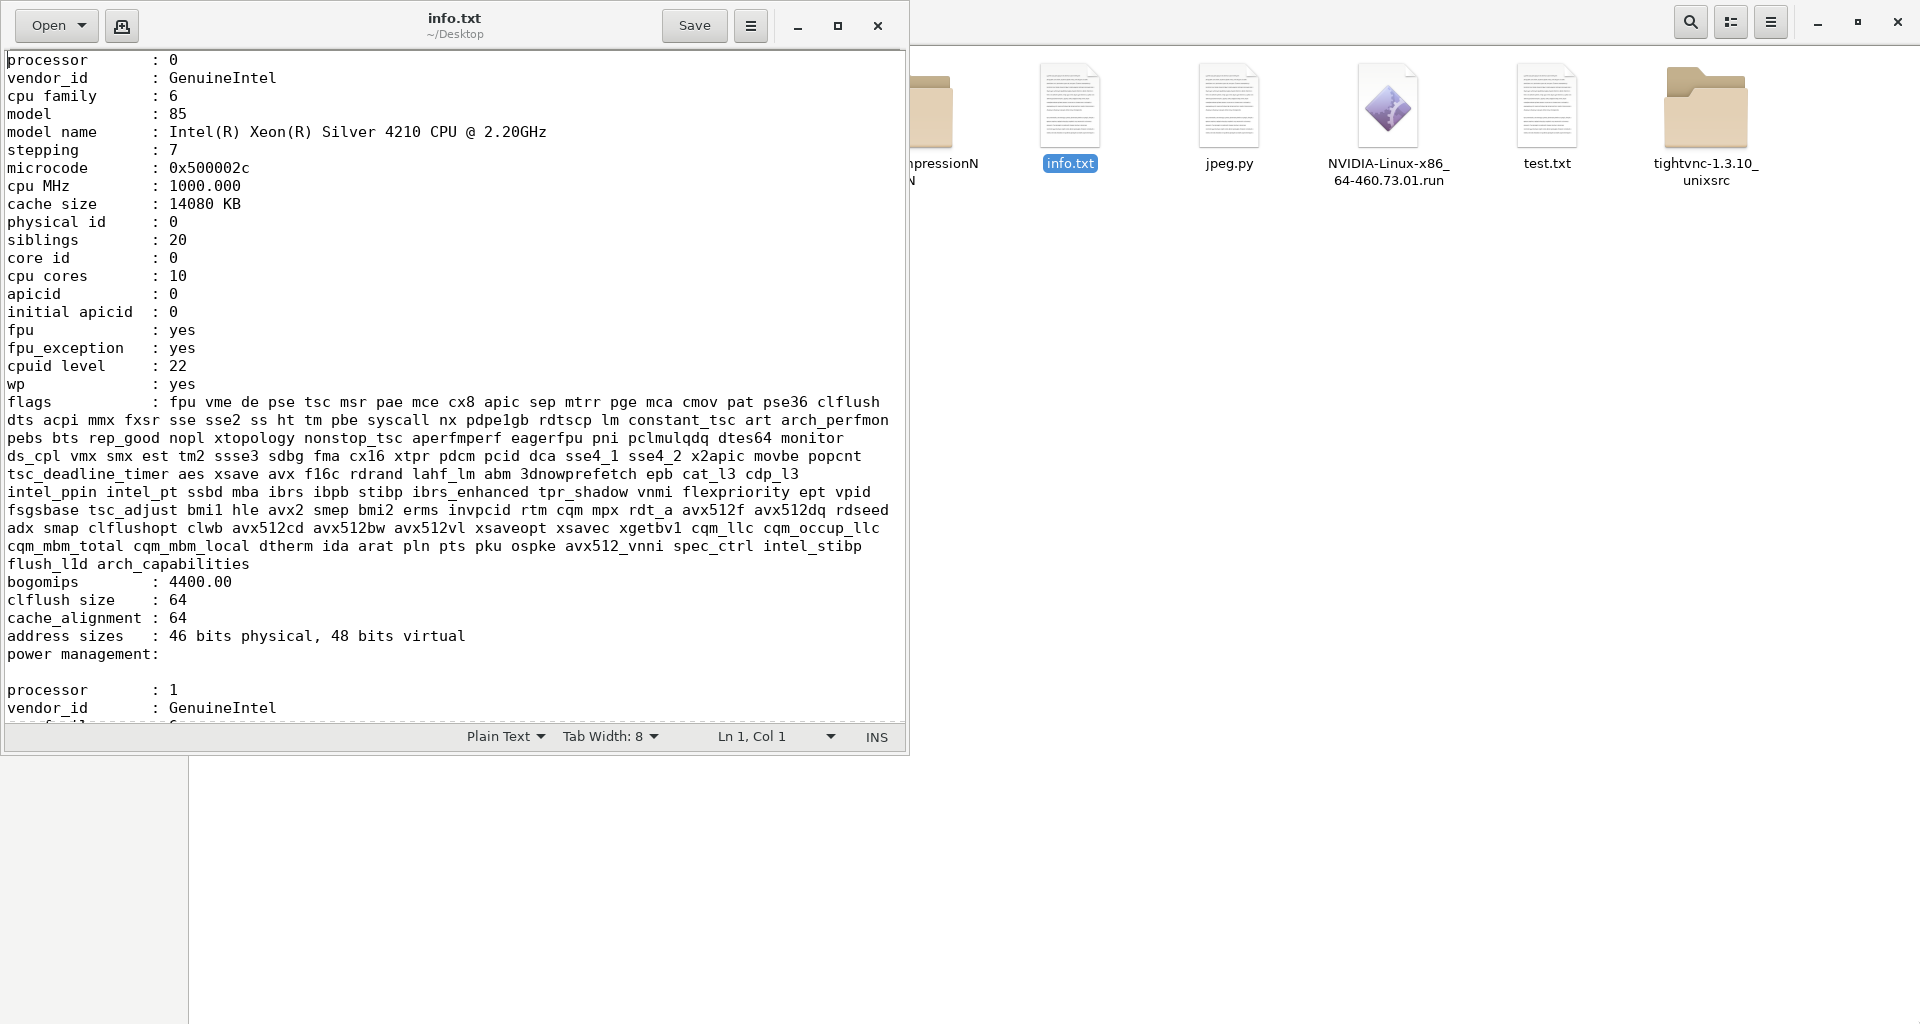 Open
info.txt
~/Desktop
Save
processor : 0
vendor_id : GenuineIntel
cpu family : 6
model : 85
model name : Intel(R) Xeon(R) Silver 4210 CPU @ 2.20GHz
stepping : 7
microcode : 0x500002c
cpu MHz : 1000.000
cache size : 14080 KB
physical id : 0
siblings : 20
core id : 0
cpu cores : 10
apicid : 0
initial apicid : 0
fpu : yes
fpu_exception : yes
cpuid level : 22
wp : yes
flags : fpu vme de pse tsc msr pae mce cx8 apic sep mtrr pge mca cmov pat pse36 clflush
dts acpi mmx fxsr sse sse2 ss ht tm pbe syscall nx pdpe1gb rdtscp lm constant_tsc art arch_perfmon
pebs bts rep_good nopl xtopology nonstop_tsc aperfmperf eagerfpu pni pclmulqdq dtes64 monitor
ds_cpl vmx smx est tm2 ssse3 sdbg fma cx16 xtpr pdcm pcid dca sse4_1 sse4_2 x2apic movbe popcnt
tsc_deadline_timer aes xsave avx f16c rdrand lahf_lm abm 3dnowprefetch epb cat_l3 cdp_l3
intel_ppin intel_pt ssbd mba ibrs ibpb stibp ibrs_enhanced tpr_shadow vnmi flexpriority ept vpid
fsgsbase tsc_adjust bmi1 hle avx2 smep bmi2 erms invpcid rtm cqm mpx rdt_a avx512f avx512dq rdseed
adx smap clflushopt clwb avx512cd avx512bw avx512vl xsaveopt xsavec xgetbv1 cqm_llc cqm_occup_llc
cqm_mbm_total cqm_mbm_local dtherm ida arat pln pts pku ospke avx512_vnni spec_ctrl intel_stibp
flush_l1d arch_capabilities
bogomips : 4400.00
clflush size : 64
cache_alignment : 64
address sizes : 46 bits physical, 48 bits virtual
power management:
processor : 1
vendor_id : GenuineIntel
Plain Text
Tab Width: 8
Ln 1, Col 1
INS
pressionN
N
info.txt
jpeg.py
NVIDIA-Linux-x86_
64-460.73.01.run
test.txt
tightvnc-1.3.10_
unixsrc